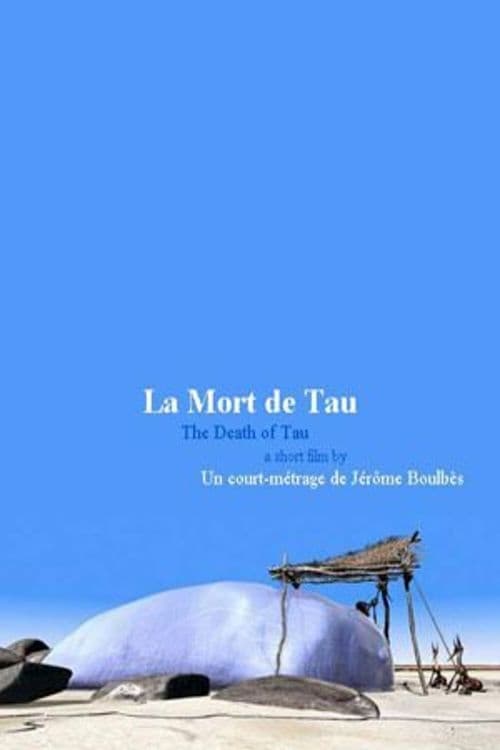 La Mort de Tau
The Death of Tau
a short film by
Un court-métrage de Jérôme Boulbès